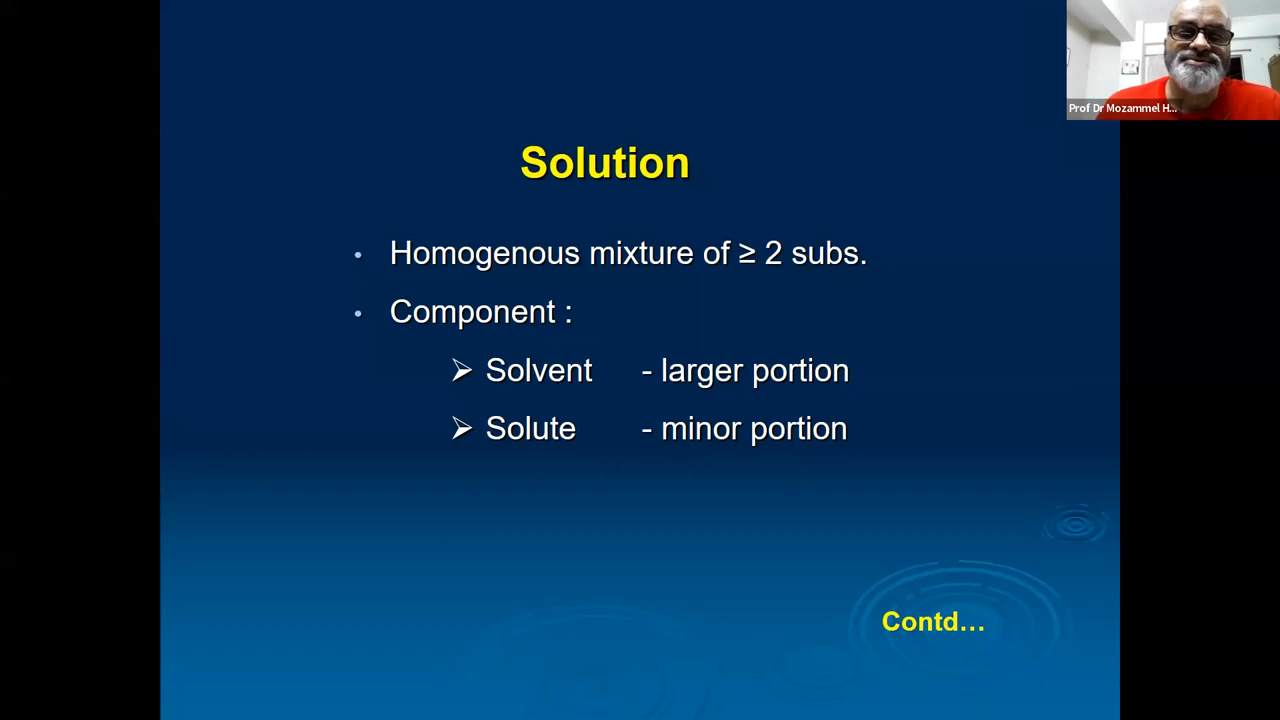 Prof Dr Mozammel H...
Solution
• Homogenous mixture of ≥ 2 subs.
• Component :
➢ Solvent - larger portion
➢ Solute - minor portion
Contd...